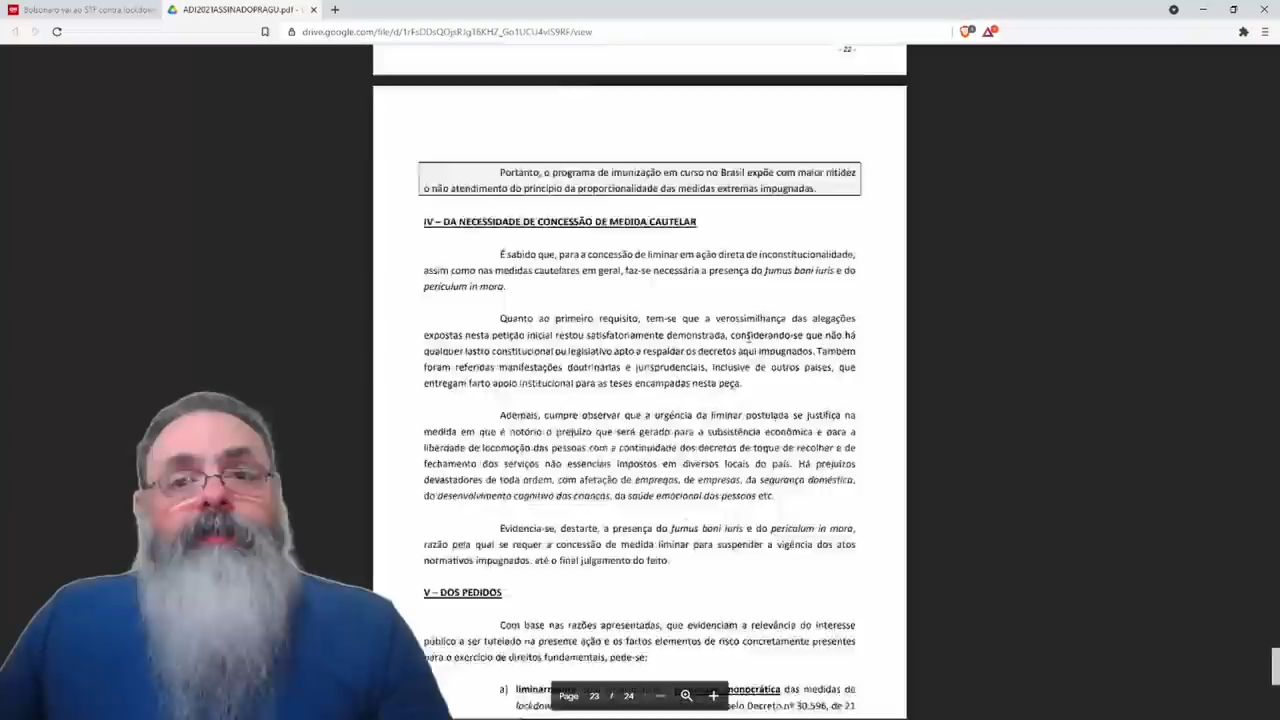 Bolsonaro vai ao STF contra lockdown
ADI2021ASSINADOPRAGU.pdf -
- 22 -
Portanto, o programa de imunização em curso no Brasil expõe com maior nitidez
o não atendimento do princípio da proporcionalidade das medidas extremas impugnadas.
IV – DA NECESSIDADE DE CONCESSÃO DE MEDIDA CAUTELAR
É sabido que, para a concessão de liminar em ação direta de inconstitucionalidade,
assim como nas medidas cautelares em geral, faz-se necessária a presença do fumus boni iuris e do
periculum in mora.
Quanto ao primeiro requisito, tem-se que a verossimilhança das alegações
expostas nesta petição inicial restou satisfatoriamente demonstrada, considerando-se que não há
qualquer lastro constitucional ou legislativo apto a respaldar os decretos aqui impugnados. Também
foram referidas manifestações doutrinárias e jurisprudenciais, inclusive de outros países, que
entregam farto apoio institucional para as teses encampadas nesta peça.
Ademais, cumpre observar que a urgência da liminar postulada se justifica na
medida em que é notório o prejuízo que será gerado para a subsistência econômica e para a
liberdade de locomoção das pessoas com a continuidade dos decretos de toque de recolher e de
fechamento dos serviços não essenciais impostos em diversos locais do país. Há prejuízos
devastadores de toda ordem, com afetação de empregos, de empresas, da segurança doméstica,
do desenvolvimento cognitivo das crianças, da saúde emocional das pessoas etc.
Evidencia-se, destarte, a presença do fumus boni iuris e do periculum in mora,
razão pela qual se requer a concessão de medida liminar para suspender a vigência dos atos
normativos impugnados, até o final julgamento do feito.
V – DOS PEDIDOS
Com base nas razões apresentadas, que evidenciam a relevância do interesse
público a ser tutelado na presente ação e os fartos elementos de risco concretamente presentes
para o exercício de direitos fundamentais, pede-se:
a) liminarmente, monocrática das medidas de
Page 23 / 24
lockdown pelo Decreto nº 30.596, de 21